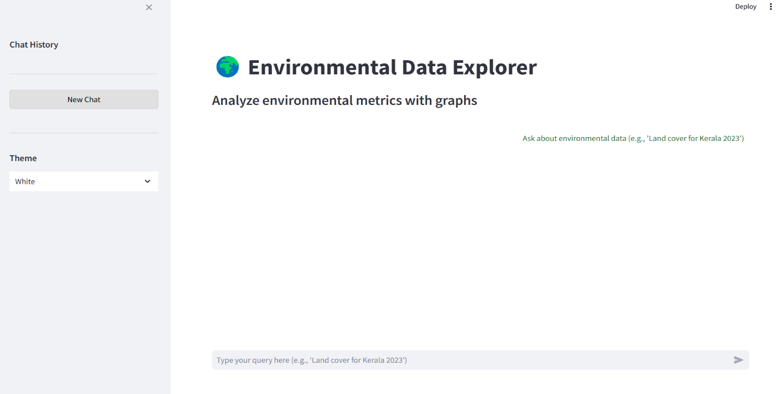 Deploy
Chat History
New Chat
Theme
White
Environmental Data Explorer
Analyze environmental metrics with graphs
Ask about environmental data (e.g., 'Land cover for Kerala 2023')
Type your query here (e.g., 'Land cover for Kerala 2023')